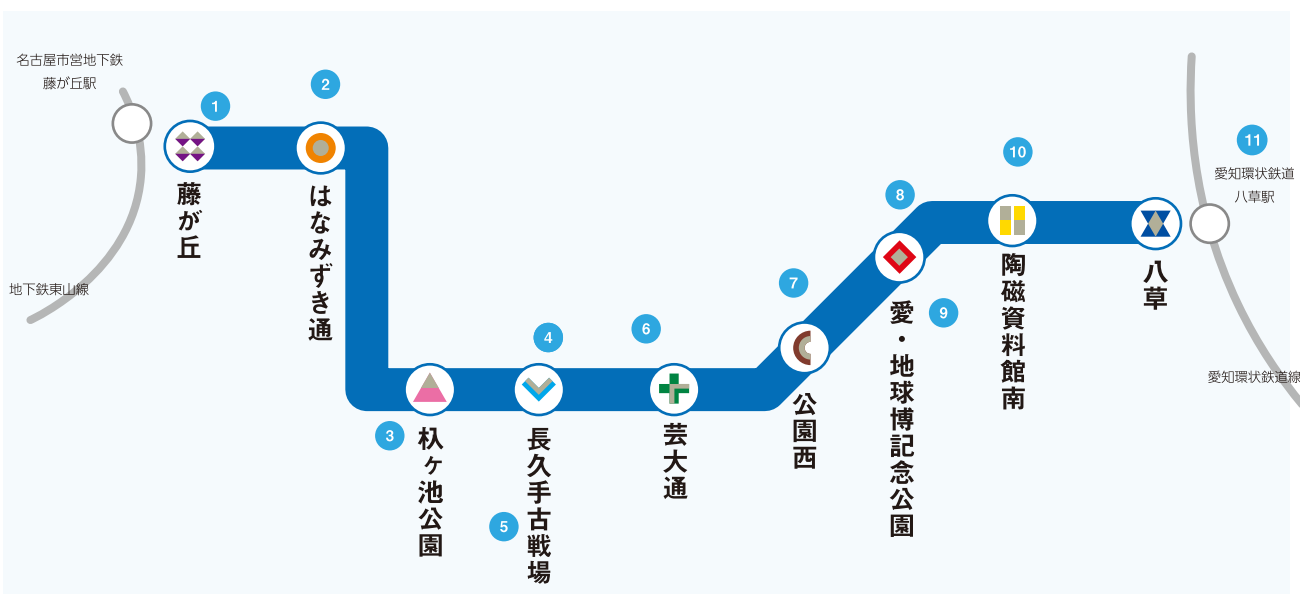 名古屋市営地下鉄
藤が丘駅
1
2
藤が丘
はなみずき通
地下鉄東山線
3
杁ヶ池公園
4
長久手古戦場
5
6
芸大通
7
公園西
8
愛・地球博記念公園
9
10
陶磁資料館南
八草
11
愛知環状鉄道
八草駅
愛知環状鉄道線